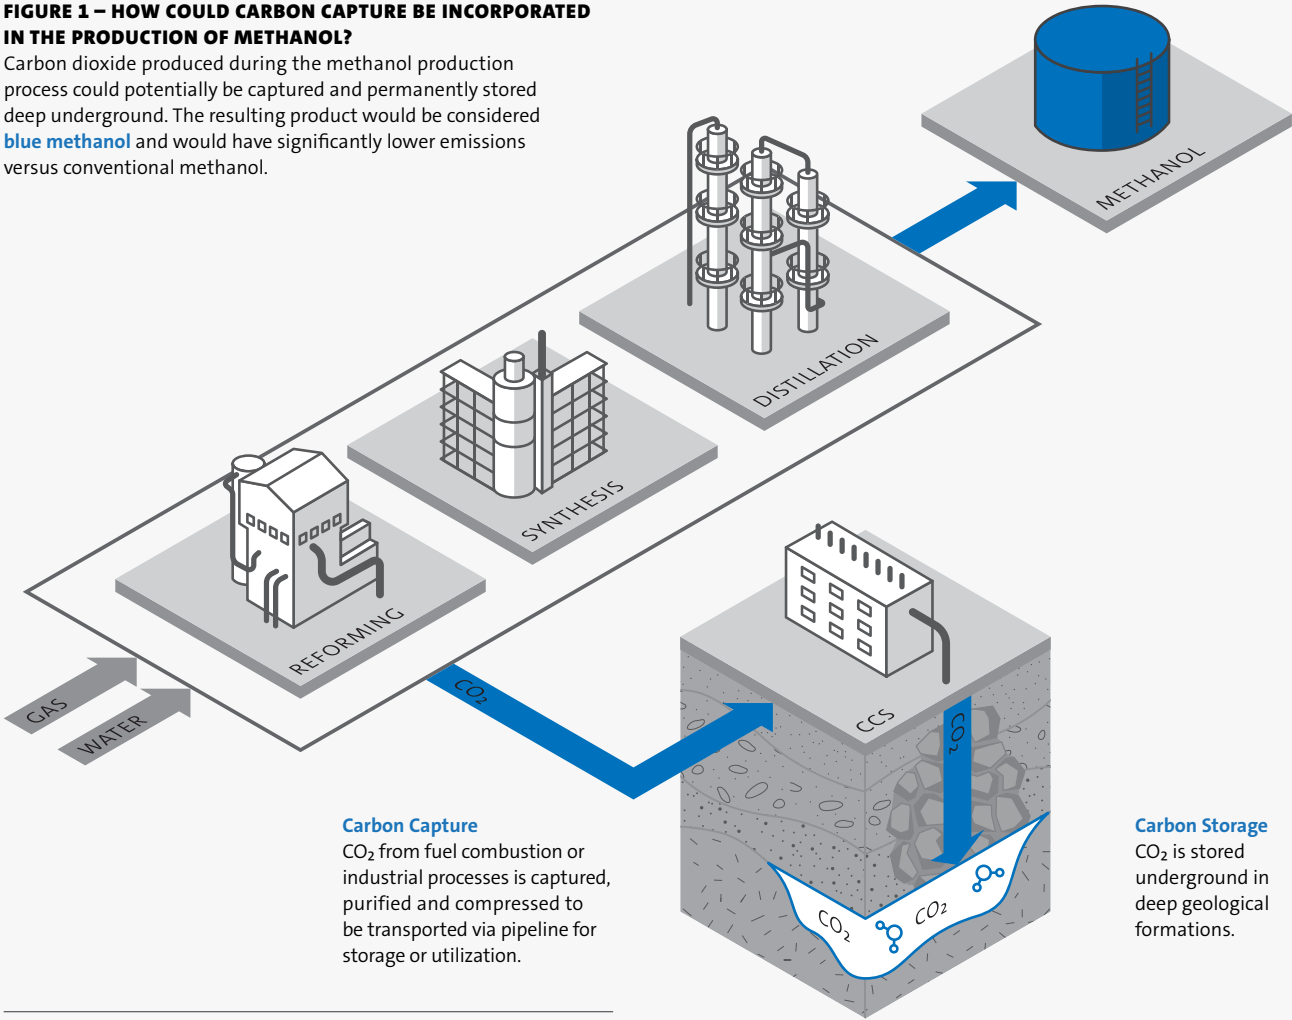 FIGURE 1 – HOW COULD CARBON CAPTURE BE INCORPORATED
IN THE PRODUCTION OF METHANOL?
Carbon dioxide produced during the methanol production
process could potentially be captured and permanently stored
deep underground. The resulting product would be considered
blue methanol and would have significantly lower emissions
versus conventional methanol.
METHANOL
DISTILLATION
SYNTHESIS
REFORMING
GAS
WATER
CO₂
CCS
CO₂
CO₂
CO₂
Carbon Capture
CO₂ from fuel combustion or
industrial processes is captured,
purified and compressed to
be transported via pipeline for
storage or utilization.
Carbon Storage
CO₂ is stored
underground in
deep geological
formations.